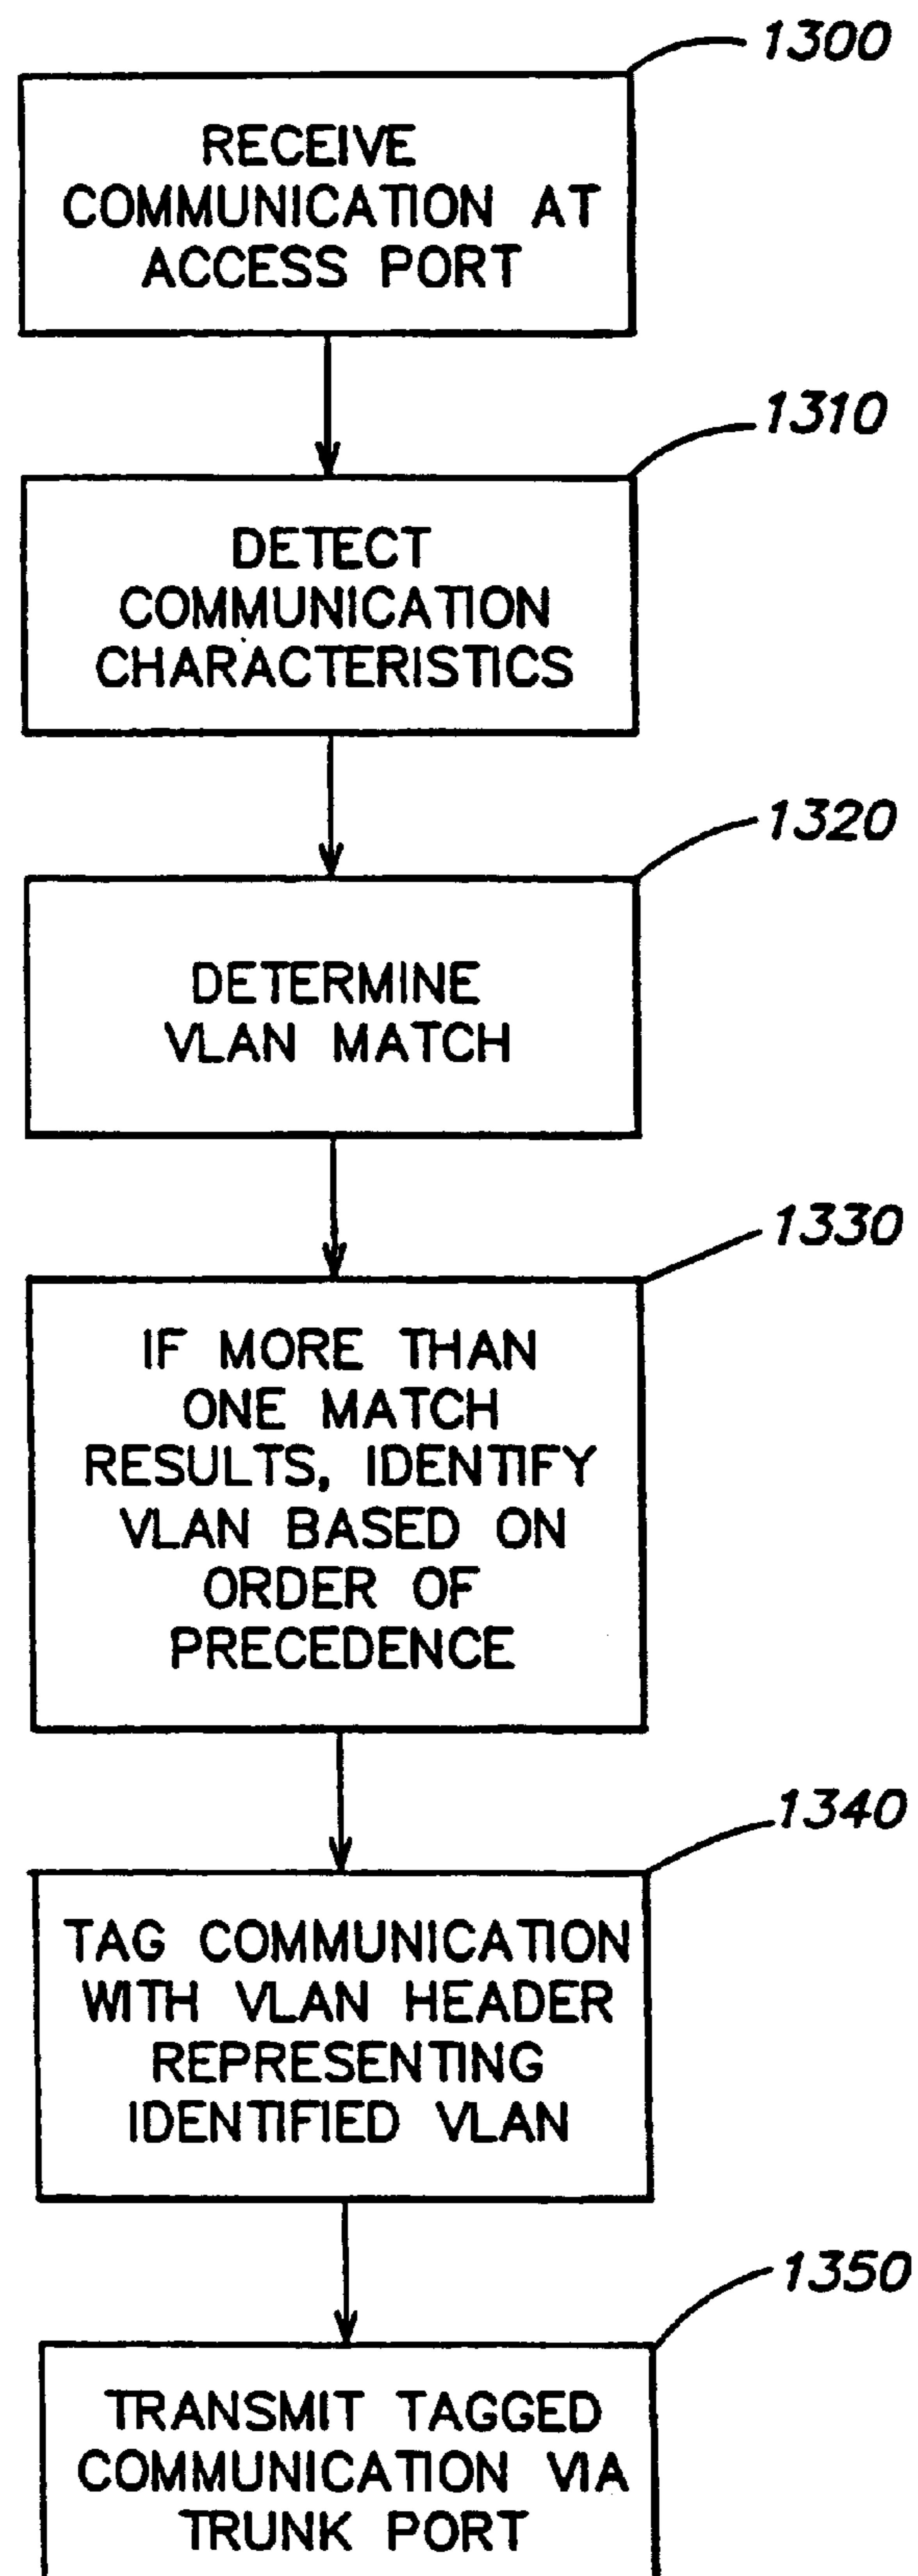 1300
RECEIVE
COMMUNICATION AT
ACCESS PORT
1310
DETECT
COMMUNICATION
CHARACTERISTICS
1320
DETERMINE
VLAN MATCH
1330
IF MORE THAN
ONE MATCH
RESULTS, IDENTIFY
VLAN BASED ON
ORDER OF
PRECEDENCE
1340
TAG COMMUNICATION
WITH VLAN HEADER
REPRESENTING
IDENTIFIED VLAN
1350
TRANSMIT TAGGED
COMMUNICATION VIA
TRUNK PORT